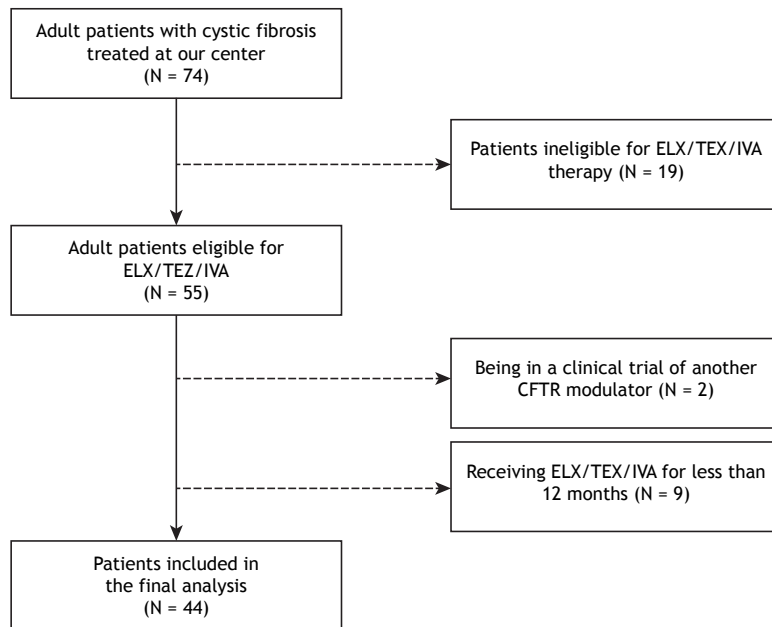 Adult patients with cystic fibrosis
treated at our center
(N = 74)
Patients ineligible for ELX/TEX/IVA
therapy (N = 19)
Adult patients eligible for
ELX/TEZ/IVA
(N = 55)
Being in a clinical trial of another
CFTR modulator (N = 2)
Receiving ELX/TEX/IVA for less than
12 months (N = 9)
Patients included in
the final analysis
(N = 44)